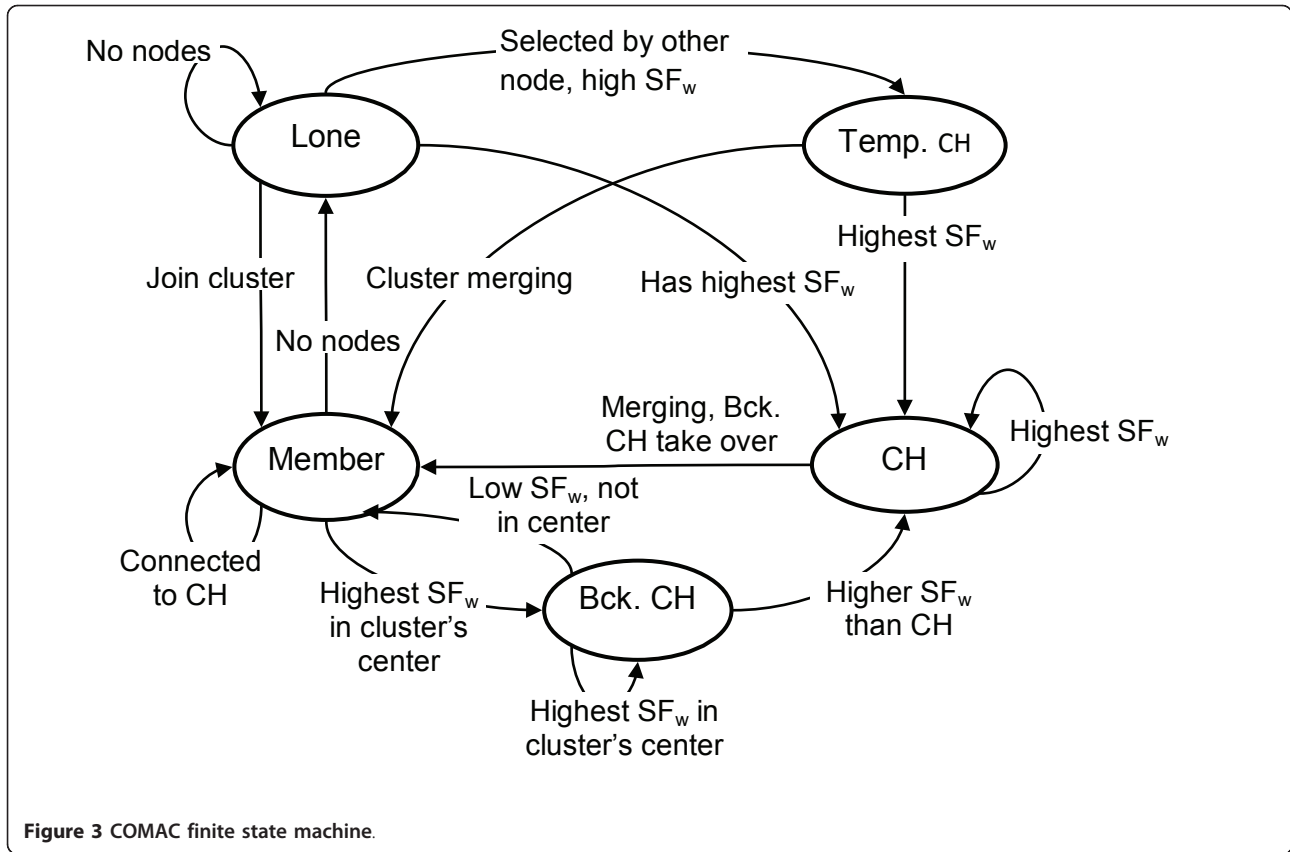 No nodes
Selected by other
node, high SFw
Lone
Temp. CH
Highest SFw
Join cluster
Cluster merging
Has highest SFw
No nodes
Merging, Bck.
CH take over
Highest SFw
Member
CH
Low SFw, not
in center
Connected
to CH
Highest SFw
in cluster's
center
Bck. CH
Higher SFw
than CH
Highest SFw in
cluster's center
Figure 3 COMAC finite state machine.